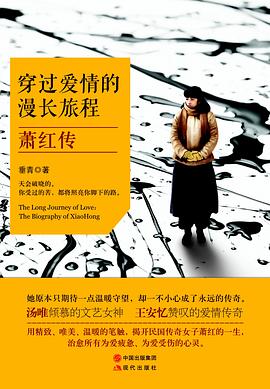 穿过爱情的
漫长旅程
萧红传
垂青◎著
天会破晓的，
你受过的苦，都将照亮你脚下的路。
The Long Journey of Love:
The Biography of XiaoHong
她原本只期待一点温暖守望，却一不小心成了永远的传奇。
汤唯倾慕的文艺女神 王安忆赞叹的爱情传奇
用精致、唯美、温暖的笔触，揭开民国传奇女子萧红的一生，
治愈所有为爱疲惫、为爱受伤的心灵。
中国出版集团
现代出版社